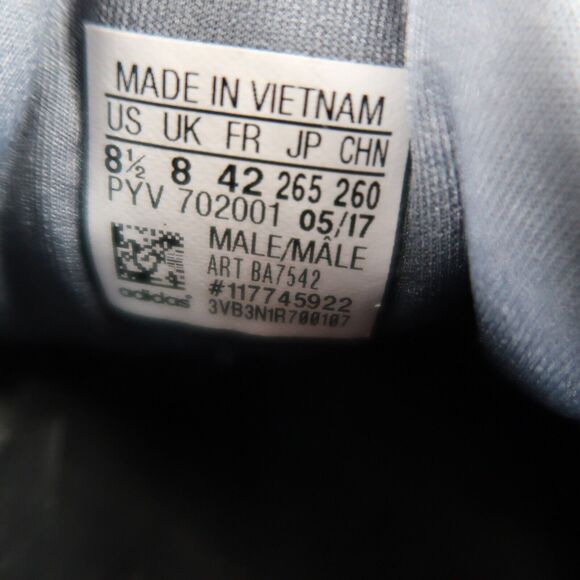 MADE IN VIETNAM
US UK FR JP CHN
8½ 8 42 265 260
PYV 702001 05/17
MALE/MÂLE
ART BA7542
#117745922
adidas 3VB3N1R700107